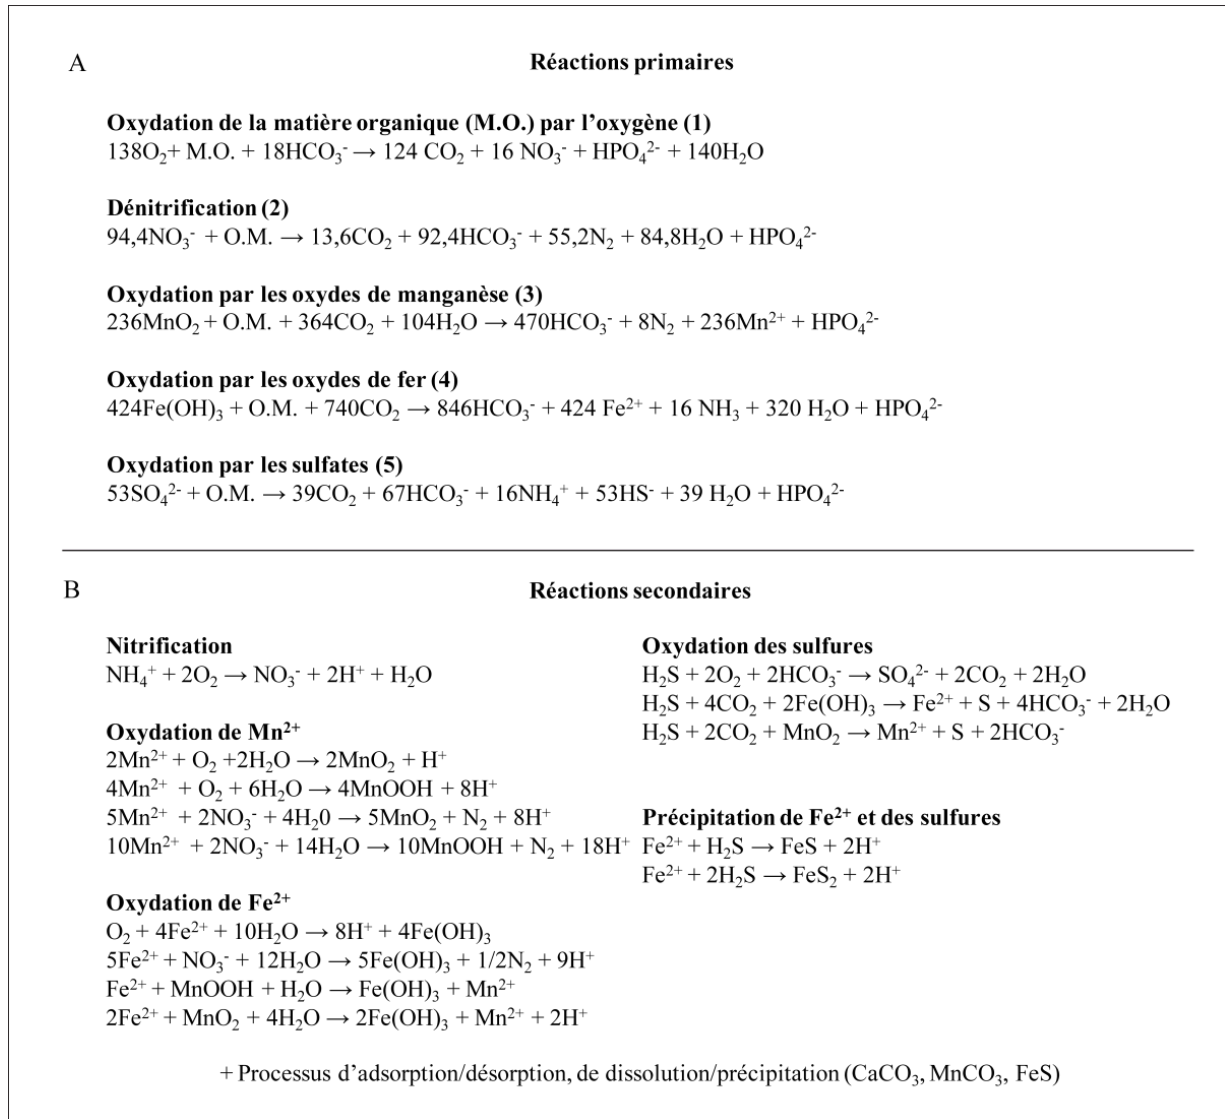 A
Réactions primaires
Oxydation de la matière organique (M.O.) par l'oxygène (1)
138O₂+ M.O. + 18HCO₃⁻ → 124 CO₂ + 16 NO₃⁻ + HPO₄²⁻ + 140H₂O
Dénitrification (2)
94,4NO₃⁻ + O.M. → 13,6CO₂ + 92,4HCO₃⁻ + 55,2N₂ + 84,8H₂O + HPO₄²⁻
Oxydation par les oxydes de manganèse (3)
236MnO₂ + O.M. + 364CO₂ + 104H₂O → 470HCO₃⁻ + 8N₂ + 236Mn²⁺ + HPO₄²⁻
Oxydation par les oxydes de fer (4)
424Fe(OH)₃ + O.M. + 740CO₂ → 846HCO₃⁻ + 424 Fe²⁺ + 16 NH₃ + 320 H₂O + HPO₄²⁻
Oxydation par les sulfates (5)
53SO₄²⁻ + O.M. → 39CO₂ + 67HCO₃⁻ + 16NH₄⁺ + 53HS⁻ + 39 H₂O + HPO₄²⁻
B
Réactions secondaires
Nitrification
NH₄⁺ + 2O₂ → NO₃⁻ + 2H⁺ + H₂O
Oxydation de Mn²⁺
2Mn²⁺ + O₂ +2H₂O → 2MnO₂ + H⁺
4Mn²⁺ + O₂ + 6H₂O → 4MnOOH + 8H⁺
5Mn²⁺ + 2NO₃⁻ + 4H₂0 → 5MnO₂ + N₂ + 8H⁺
10Mn²⁺ + 2NO₃⁻ + 14H₂O → 10MnOOH + N₂ + 18H⁺
Oxydation de Fe²⁺
O₂ + 4Fe²⁺ + 10H₂O → 8H⁺ + 4Fe(OH)₃
5Fe²⁺ + NO₃⁻ + 12H₂O → 5Fe(OH)₃ + 1/2N₂ + 9H⁺
Fe²⁺ + MnOOH + H₂O → Fe(OH)₃ + Mn²⁺
2Fe²⁺ + MnO₂ + 4H₂O → 2Fe(OH)₃ + Mn²⁺ + 2H⁺
Oxydation des sulfures
H₂S + 2O₂ + 2HCO₃⁻ → SO₄²⁻ + 2CO₂ + 2H₂O
H₂S + 4CO₂ + 2Fe(OH)₃ → Fe²⁺ + S + 4HCO₃⁻ + 2H₂O
H₂S + 2CO₂ + MnO₂ → Mn²⁺ + S + 2HCO₃⁻
Précipitation de Fe²⁺ et des sulfures
Fe²⁺ + H₂S → FeS + 2H⁺
Fe²⁺ + 2H₂S → FeS₂ + 2H⁺
+ Processus d'adsorption/désorption, de dissolution/précipitation (CaCO₃, MnCO₃, FeS)